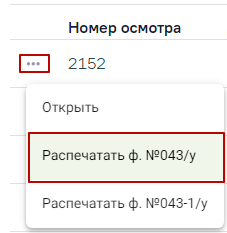 Номер осмотра
2152
Открыть
Распечатать ф. №043/у
Распечатать ф. №043-1/у